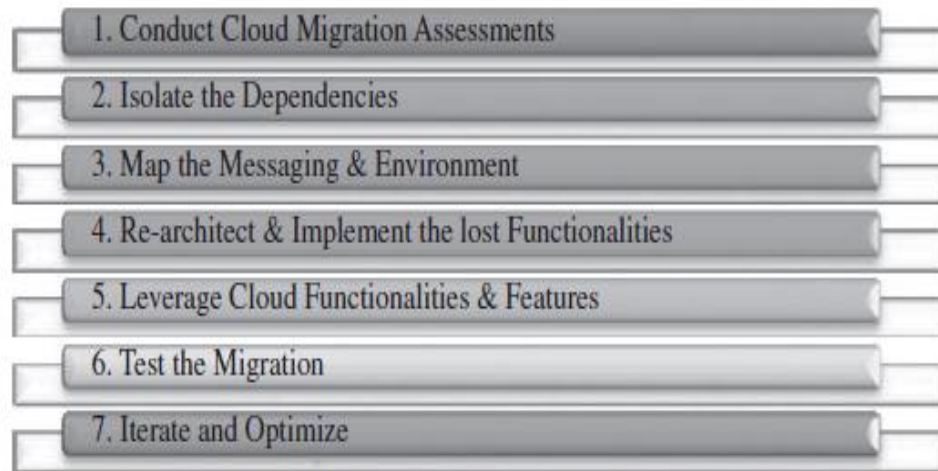 1. Conduct Cloud Migration Assessments
2. Isolate the Dependencies
3. Map the Messaging & Environment
4. Re-architect & Implement the lost Functionalities
5. Leverage Cloud Functionalities & Features
6. Test the Migration
7. Iterate and Optimize